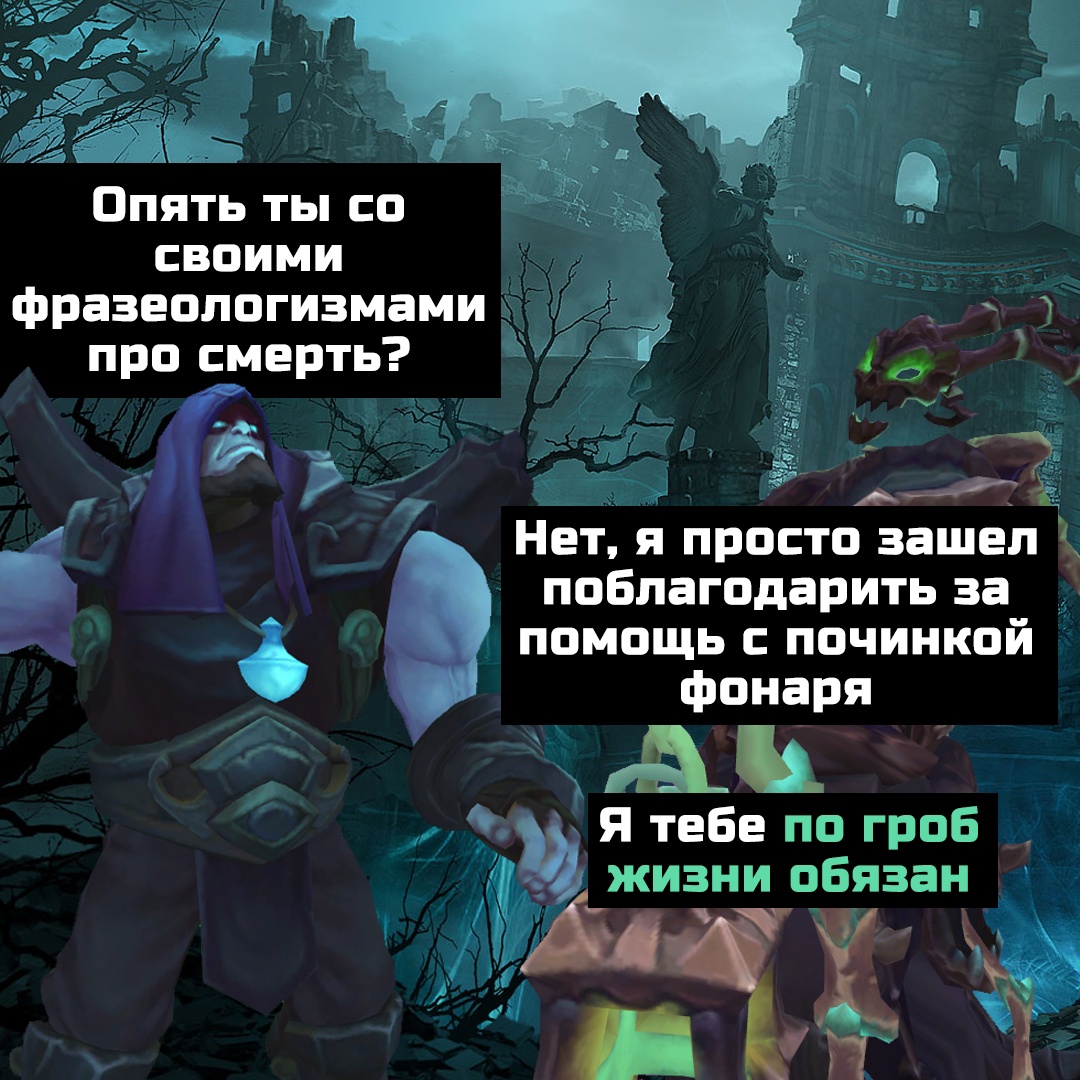 Опять ты со
своими
фразеологизмами
про смерть?
Нет, я просто зашел
поблагодарить за
помощь с починкой
фонаря
Я тебе по гроб
жизни обязан